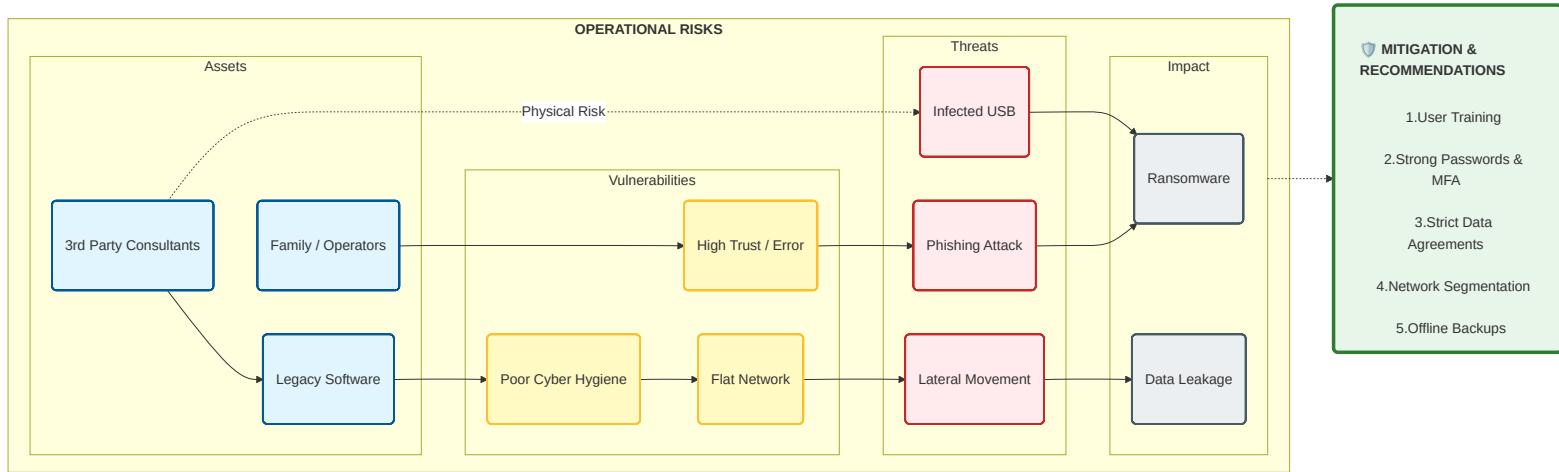 OPERATIONAL RISKS
Assets
Threats
Impact
Physical Risk
Infected USB
Vulnerabilities
Ransomware
3rd Party Consultants
Family / Operators
High Trust / Error
Phishing Attack
Legacy Software
Poor Cyber Hygiene
Flat Network
Lateral Movement
Data Leakage
MITIGATION &
RECOMMENDATIONS
1.User Training
2.Strong Passwords &
MFA
3.Strict Data
Agreements
4.Network Segmentation
5.Offline Backups